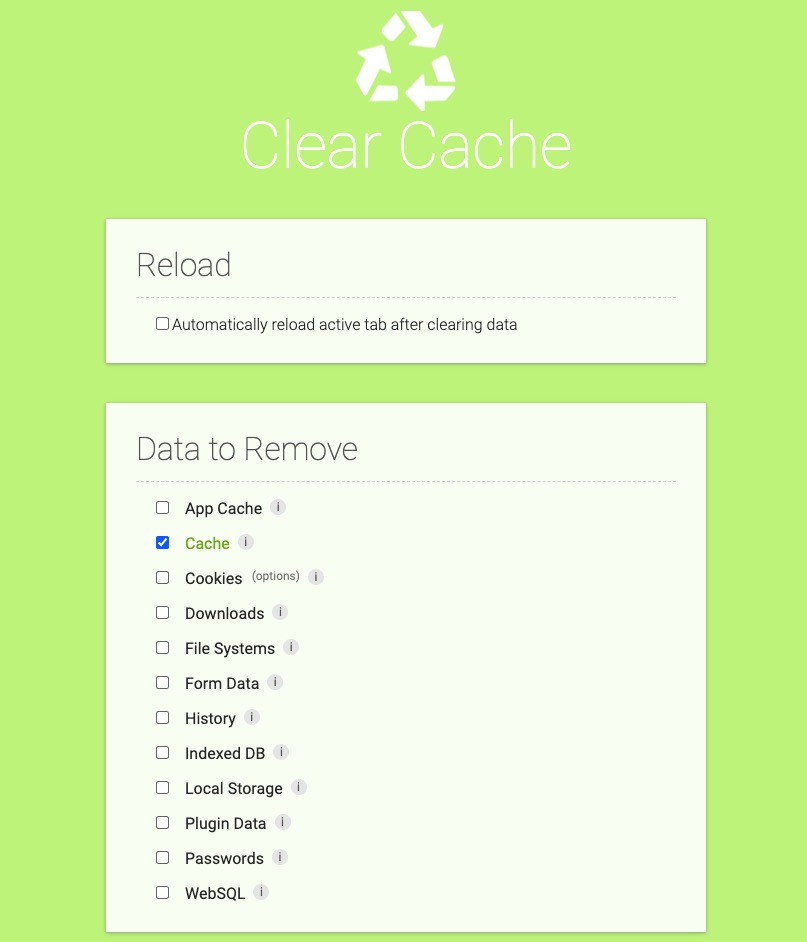 Clear Cache
Reload
Automatically reload active tab after clearing data
Data to Remove
App Cache i
Cache i
Cookies (options) i
Downloads i
File Systems i
Form Data i
History i
Indexed DB i
Local Storage i
Plugin Data i
Passwords i
WebSQL i